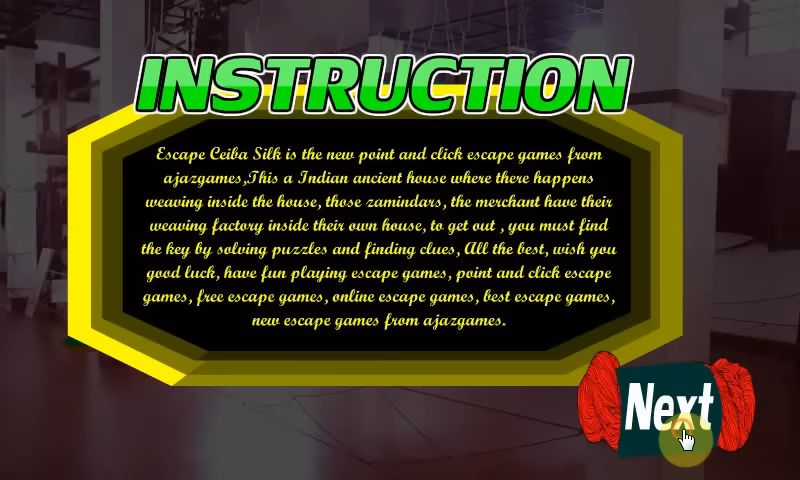 INSTRUCTION
Escape Ceiba Silk is the new point and click escape games from
ajazgames,This a Indian ancient house where there happens
weaving inside the house, those zamindars, the merchant have their
weaving factory inside their own house, to get out , you must find
the key by solving puzzles and finding clues, All the best, wish you
good luck, have fun playing escape games, point and click escape
games, free escape games, online escape games, best escape games,
new escape games from ajazgames.
Next